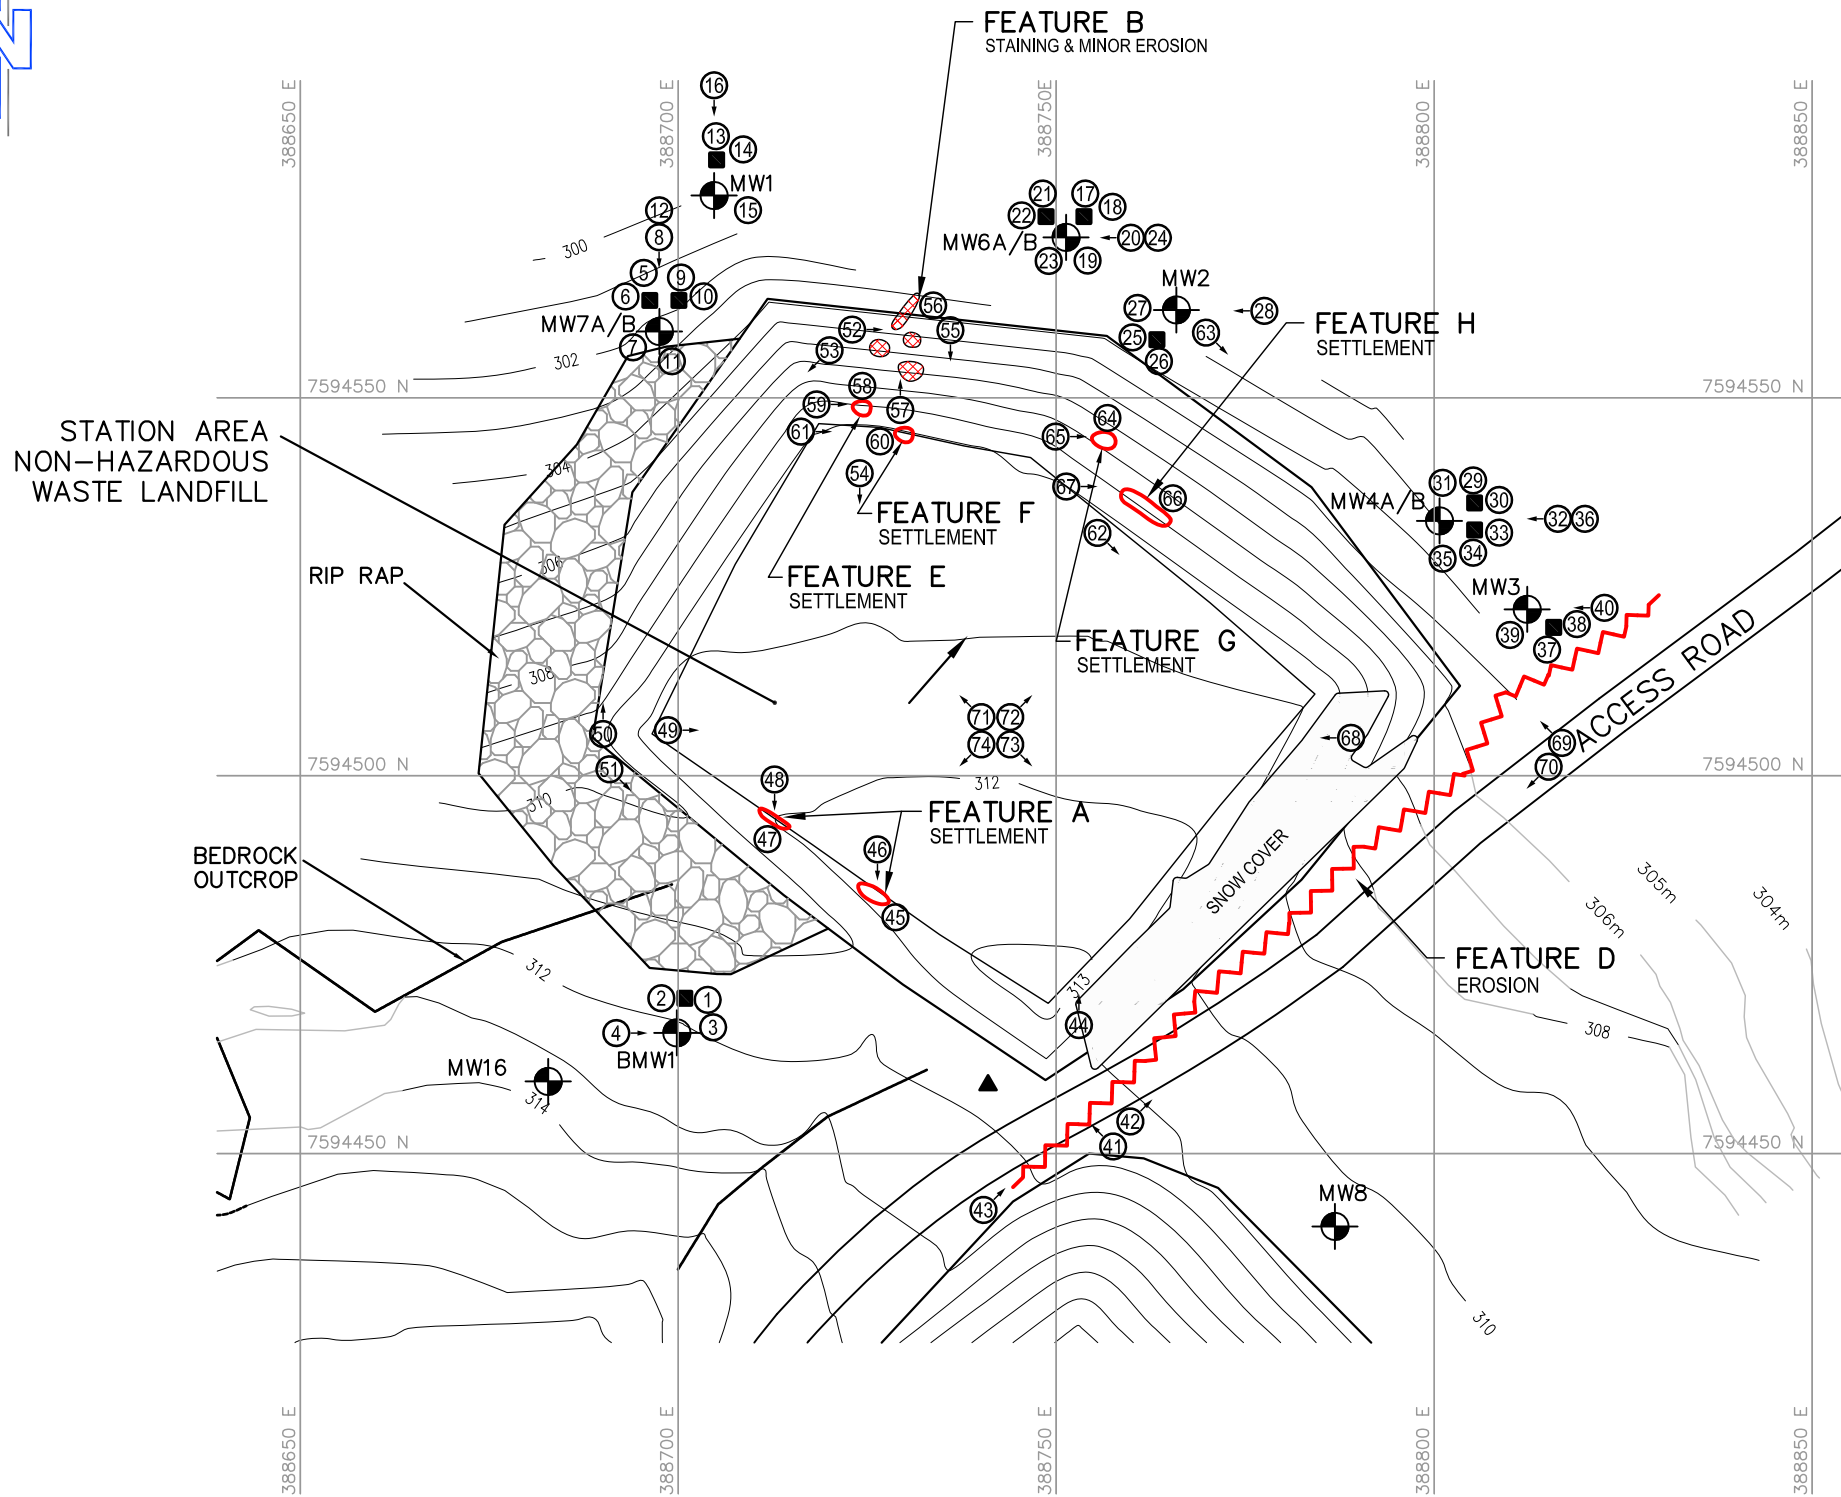 N
FEATURE B
STAINING & MINOR EROSION
388650 E
388700 E
388750E
388800 E
388850 E
16
13
14
MW1
15
12
8
300
5
9
6
10
MW7A/B
7
11
302
21
17
22
18
MW6A/B
20 24
23
19
MW2
27
28
25
63
26
FEATURE H
SETTLEMENT
56
52
55
53
7594550 N
7594550 N
58
59
57
64
61
60
65
STATION AREA
NON-HAZARDOUS
WASTE LANDFILL
304
54
67
66
31
29
30
MW4A/B
32 36
33
35
34
FEATURE F
SETTLEMENT
62
306
RIP RAP
FEATURE E
SETTLEMENT
MW3
40
38
39
37
FEATURE G
SETTLEMENT
ACCESS ROAD
308
71 72
74 73
50
49
68
69
70
7594500 N
7594500 N
51
48
312
310
FEATURE A
SETTLEMENT
47
46
45
BEDROCK
OUTCROP
SNOW COVER
305m
304m
306m
312
FEATURE D
EROSION
313
2
1
4
3
BMW1
44
308
MW16
314
42
41
7594450 N
7594450 N
43
MW8
310
388650 E
388700 E
388750 E
388800 E
388850 E